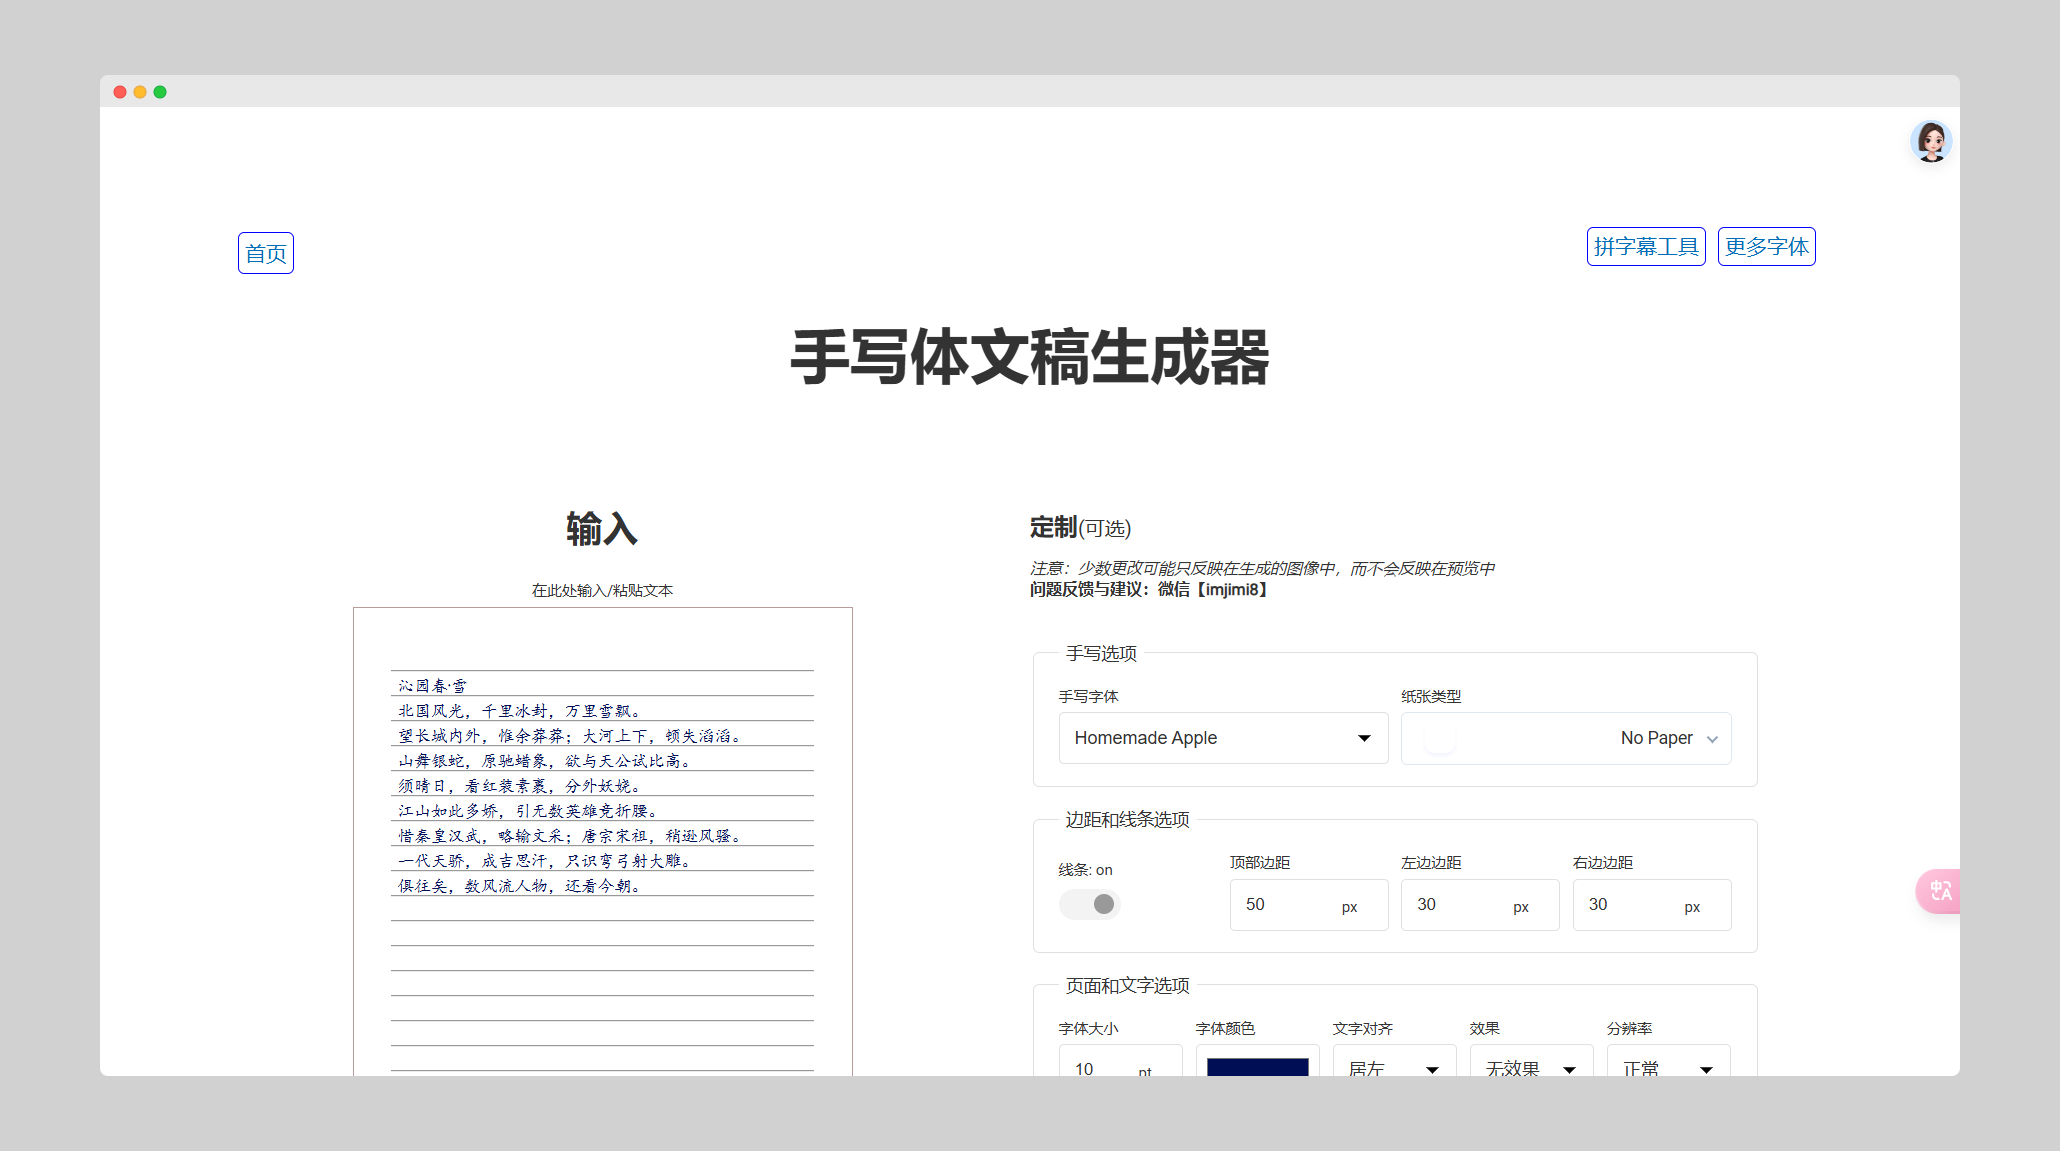 首页
拼字幕工具
更多字体
手写体文稿生成器
输入
在此处输入/粘贴文本
沁园春·雪
北国风光，千里冰封，万里雪飘。
望长城内外，惟余莽莽；大河上下，顿失滔滔。
山舞银蛇，原驰蜡象，欲与天公试比高。
须晴日，看红装素裹，分外妖娆。
江山如此多娇，引无数英雄竞折腰。
惜秦皇汉武，略输文采；唐宗宋祖，稍逊风骚。
一代天骄，成吉思汗，只识弯弓射大雕。
俱往矣，数风流人物，还看今朝。
定制(可选)
注意：少数更改可能只反映在生成的图像中，而不会反映在预览中
问题反馈与建议：微信【imjimi8】
手写选项
手写字体
纸张类型
Homemade Apple
No Paper
边距和线条选项
线条: on
顶部边距
左边边距
右边边距
50 px
30 px
30 px
页面和文字选项
字体大小
字体颜色
文字对齐
效果
分辨率
10 pt
居左
无效果
正常
中A